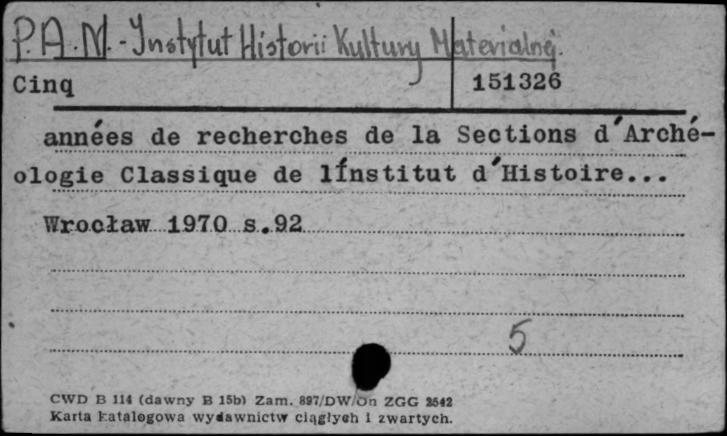 P.A.N. - Instytut Historii Kultury Materialnej.
Cinq 151326
années de recherches de la Sections d'Arché-
ologie Classique de l'Institut d'Histoire...
Wrocław 1970 s.92
5
CWD B 114 (dawny B 15b) Zam. 897/DW/On ZGG 2542
Karta katalogowa wydawnictw ciągłych i zwartych.